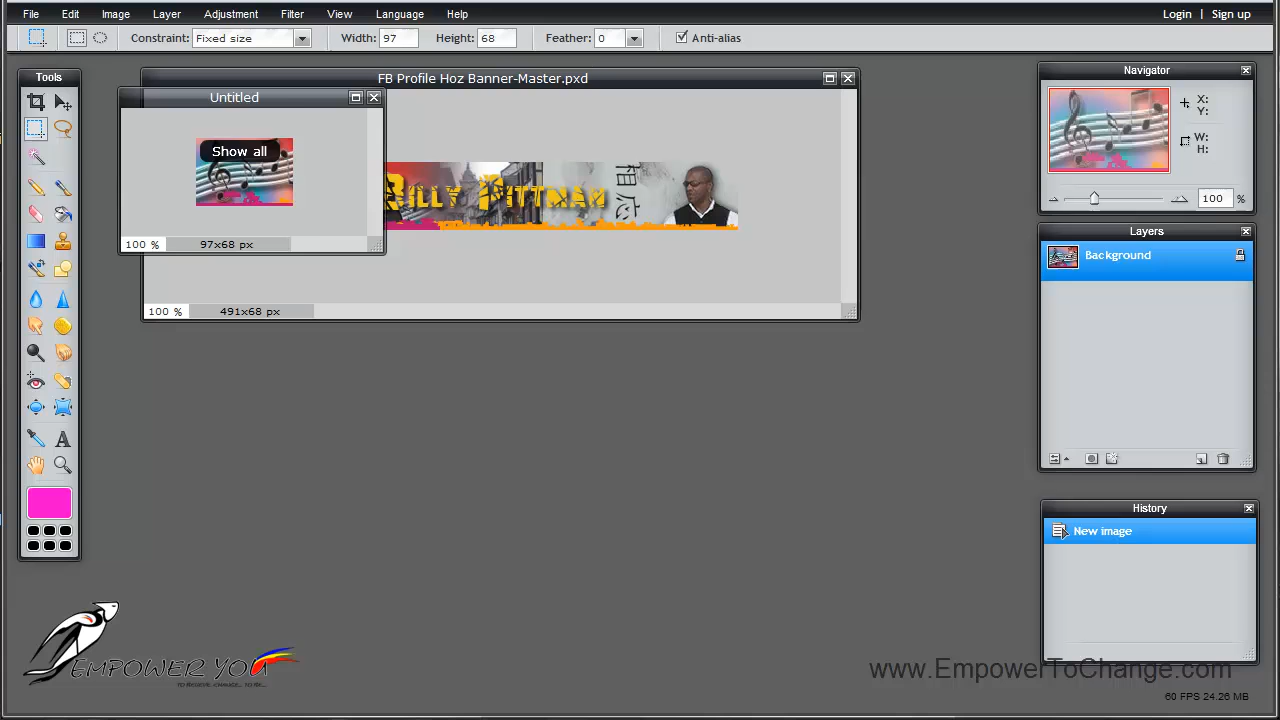 File Edit Image Layer Adjustment Filter View Language Help Login | Sign up
Constraint: Fixed size Width: 97 Height: 68 Feather: 0 Anti-alias
Tools
FB Profile Hoz Banner-Master.pxd
Untitled
Show all
100 % 97x68 px
Billy Pittman
100 % 491x68 px
Navigator
X:
Y:
W:
H:
100 %
Layers
Background
History
New image
EMPOWER YOU
www.EmpowerToChange.com
60 FPS 24.26 MB